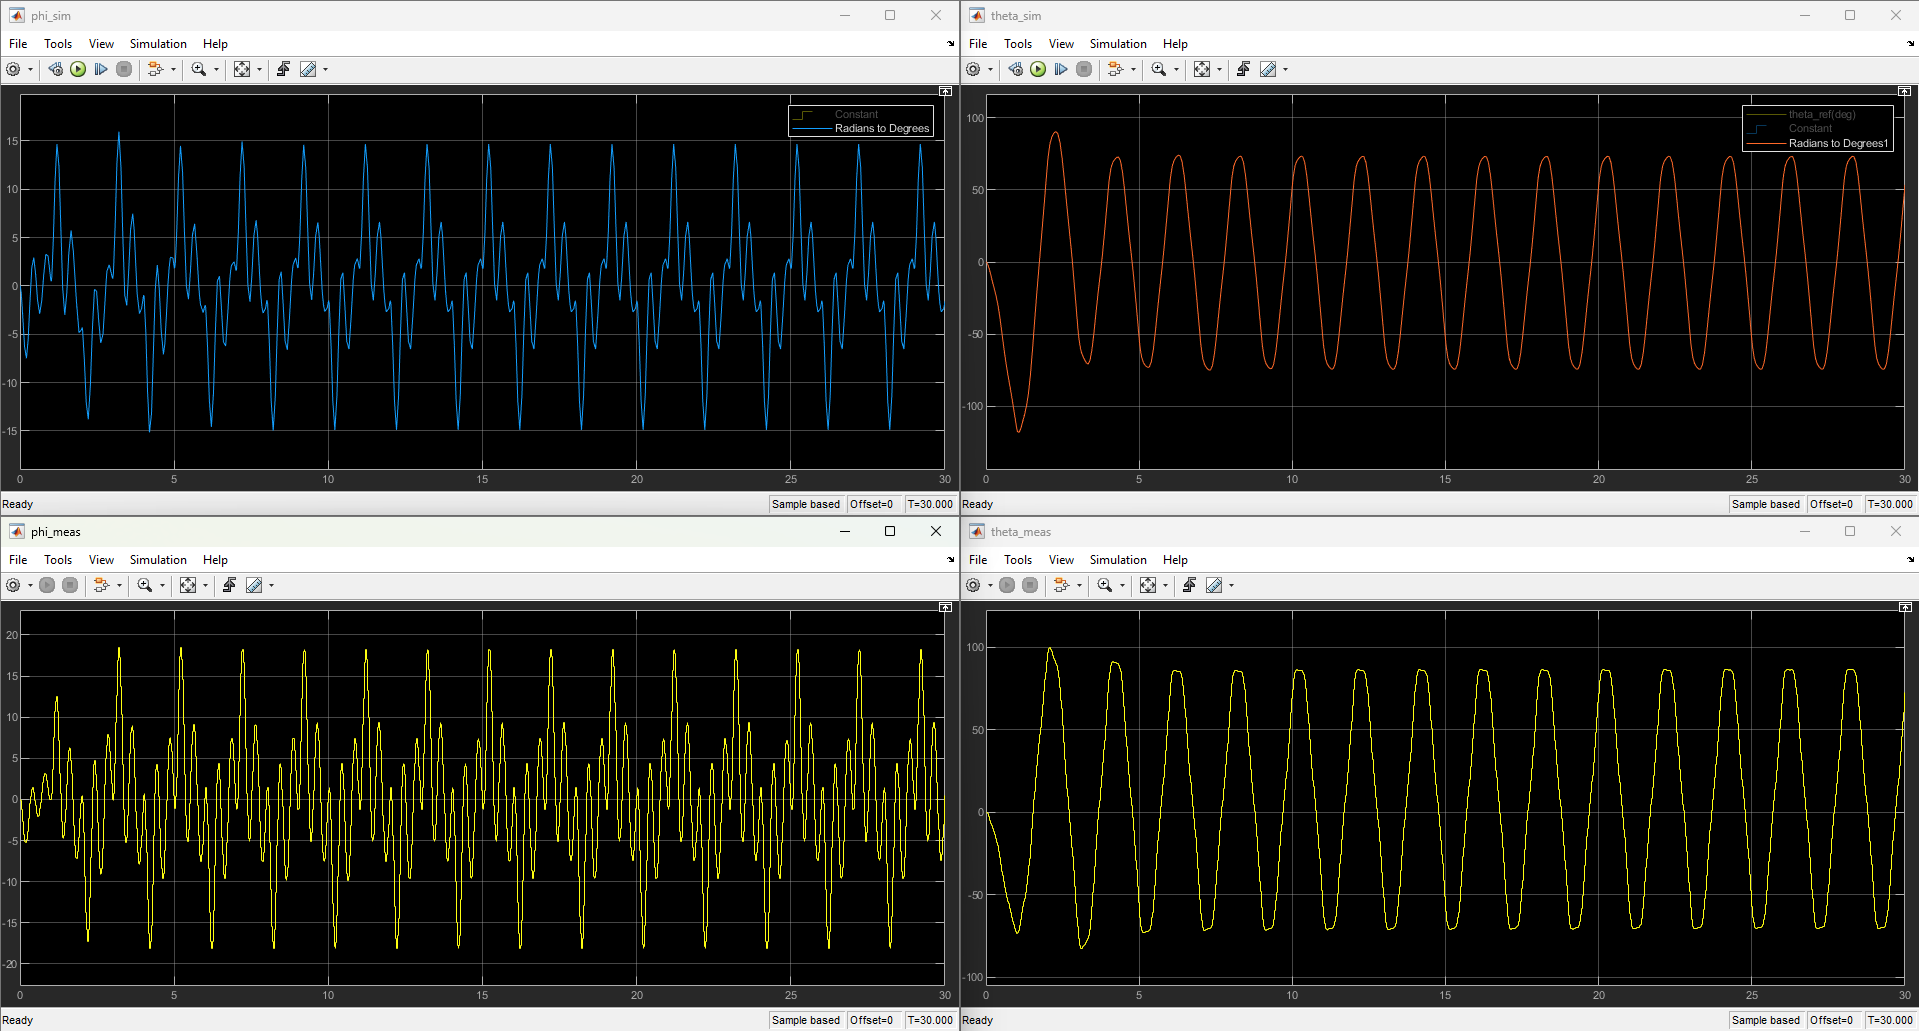 phi_sim
File Tools View Simulation Help
Constant
Radians to Degrees
15
10
5
0
-5
-10
-15
0 5 10 15 20 25 30
Ready Sample based Offset=0 T=30.000
theta_sim
File Tools View Simulation Help
theta_ref(deg)
Constant
Radians to Degrees1
100
50
0
-50
-100
0 5 10 15 20 25 30
Ready Sample based Offset=0 T=30.000
phi_meas
File Tools View Simulation Help
20
15
10
5
0
-5
-10
-15
-20
0 5 10 15 20 25 30
Ready Sample based Offset=0 T=30.000
theta_meas
File Tools View Simulation Help
100
50
0
-50
-100
0 5 10 15 20 25 30
Ready Sample based Offset=0 T=30.000